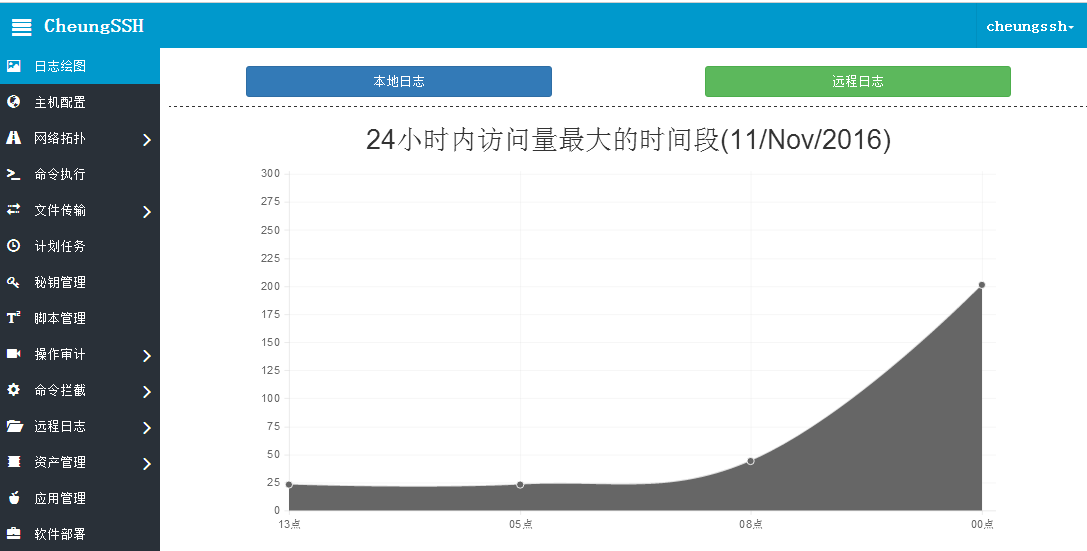 CheungSSH
cheungssh
日志绘图
主机配置
网络拓扑
命令执行
文件传输
计划任务
秘钥管理
脚本管理
操作审计
命令拦截
远程日志
资产管理
应用管理
软件部署
本地日志
远程日志
24小时内访问量最大的时间段(11/Nov/2016)
300
275
250
225
200
175
150
125
100
75
50
25
0
13点 05点 08点 00点